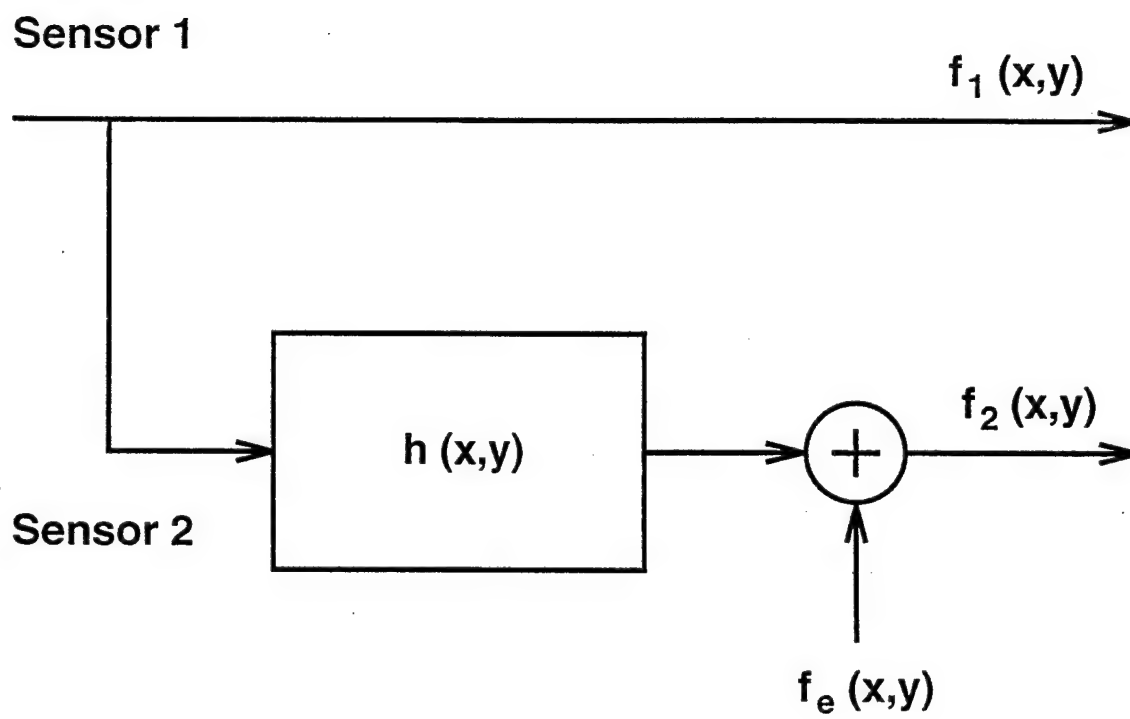 Sensor 1
f₁ (x,y)
h (x,y)
f₂ (x,y)
Sensor 2
fₑ (x,y)